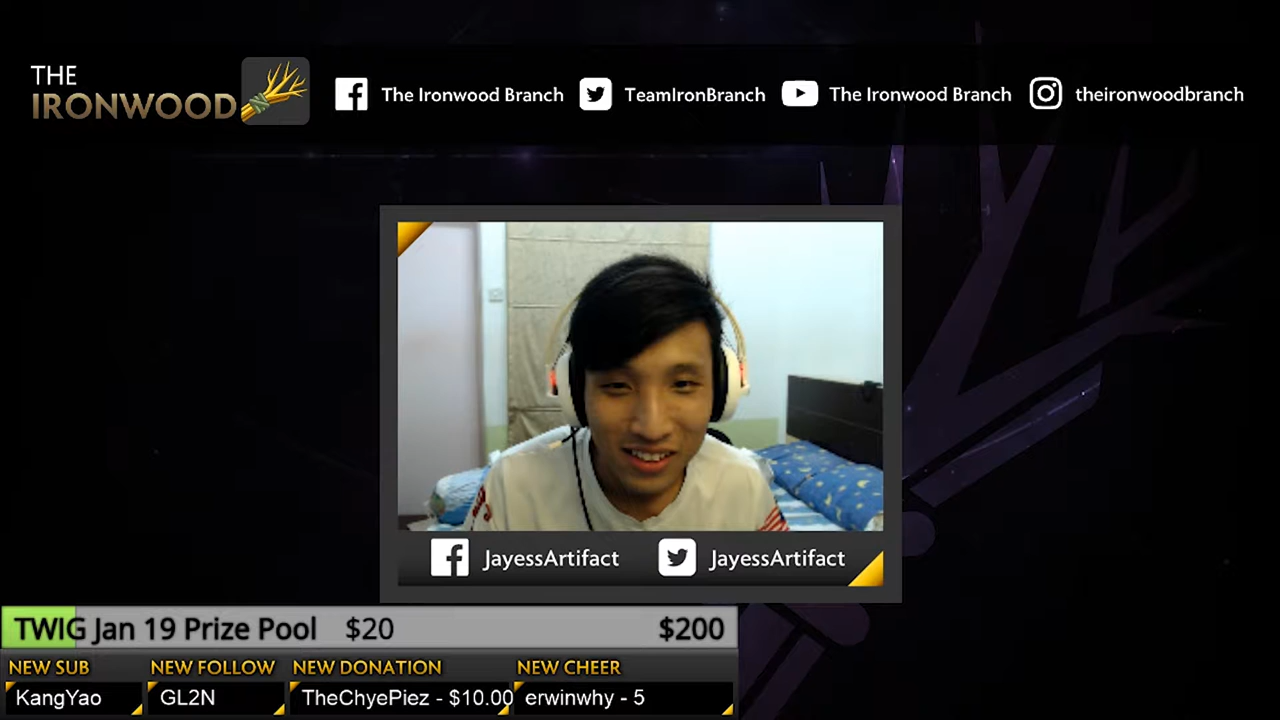 THE
IRONWOOD
The Ironwood Branch TeamIronBranch The Ironwood Branch theironwoodbranch
JayessArtifact JayessArtifact
TWIG Jan 19 Prize Pool $20 $200
NEW SUB NEW FOLLOW NEW DONATION NEW CHEER
KangYao GL2N TheChyePiez - $10.00 erwinwhy - 5